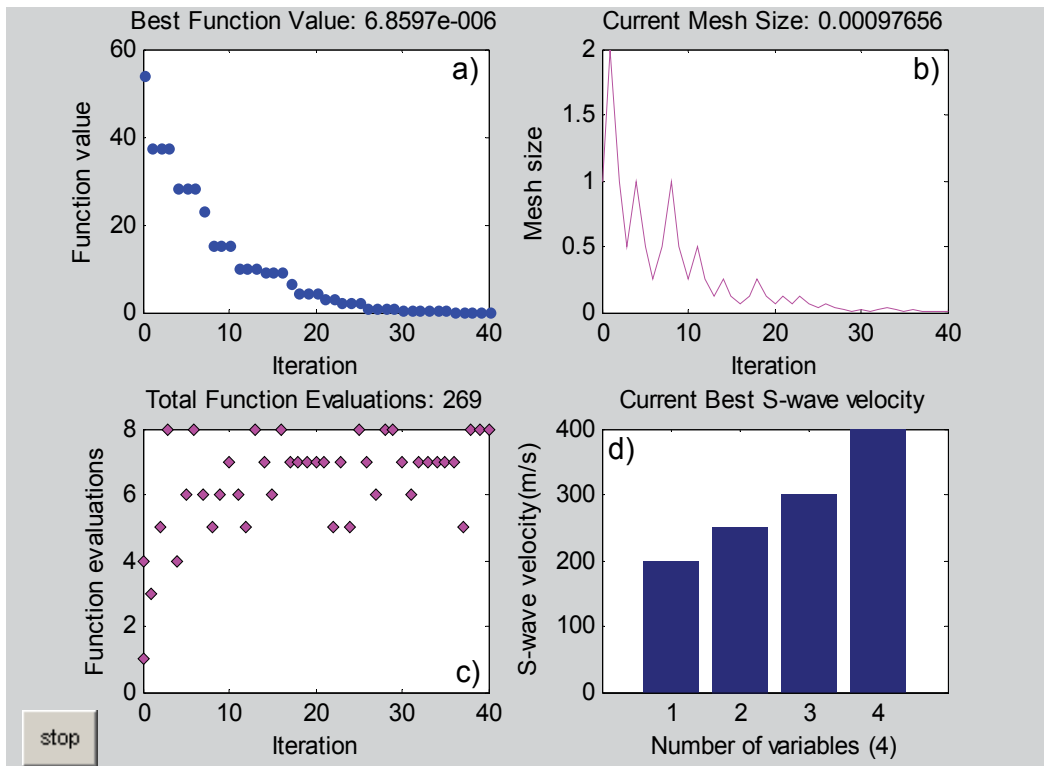 Best Function Value: 6.8597e-006
60
40
20
0
Function value
a)
0 10 20 30 40
Iteration
Current Mesh Size: 0.00097656
2
1.5
1
0.5
0
Mesh size
b)
0 10 20 30 40
Iteration
Total Function Evaluations: 269
8
6
4
2
0
Function evaluations
c)
0 10 20 30 40
Iteration
Current Best S-wave velocity
400
300
200
100
0
S-wave velocity(m/s)
d)
1 2 3 4
Number of variables (4)
stop